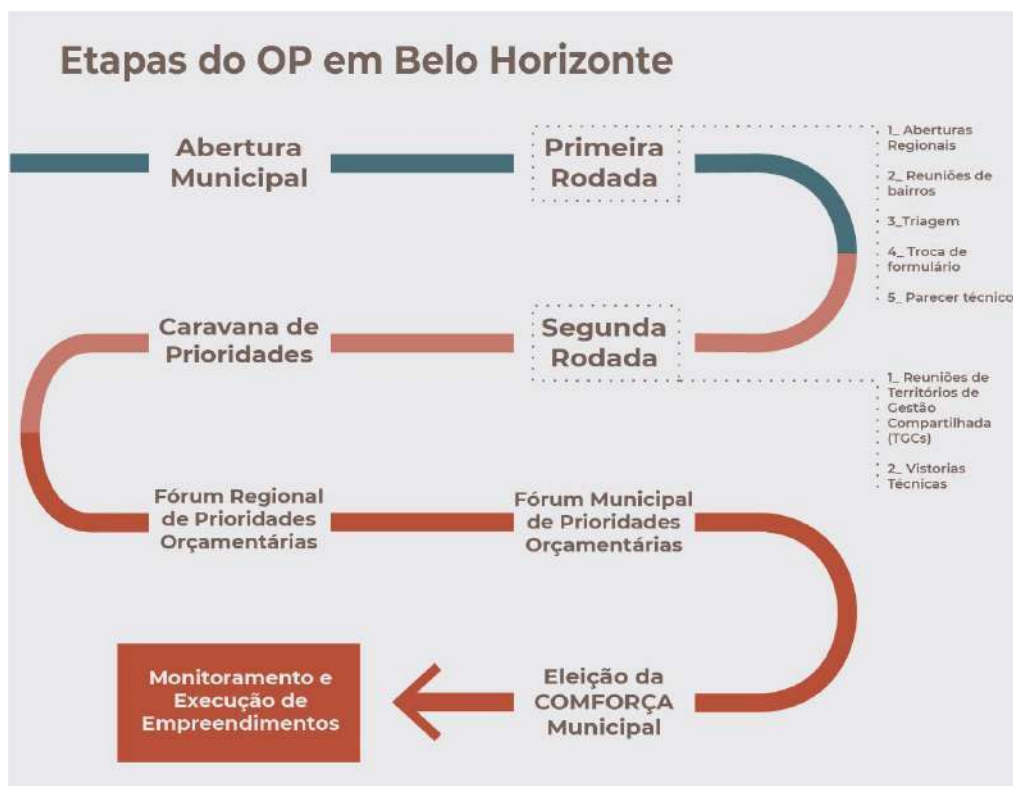 Etapas do OP em Belo Horizonte
Abertura
Municipal
Primeira
Rodada
1_ Aberturas
Regionais
2_ Reuniões de
bairros
3_Triagem
4_ Troca de
formulário
5_ Parecer técnico
Segunda
Rodada
1_ Reuniões de
Territórios de
Gestão
Compartilhada
(TGCs)
2_ Vistorias
Técnicas
Caravana de
Prioridades
Fórum Regional
de Prioridades
Orçamentárias
Fórum Municipal
de Prioridades
Orçamentárias
Eleição da
COMFORÇA
Municipal
Monitoramento e
Execução de
Empreendimentos